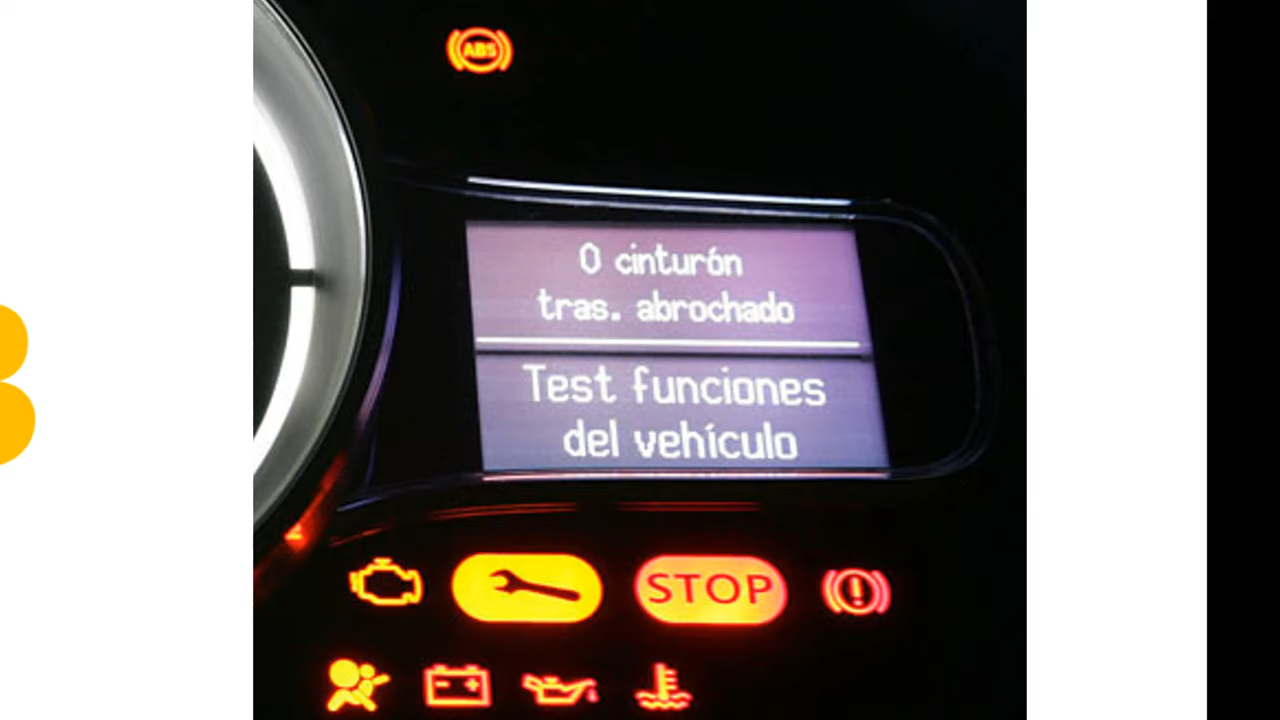 ABS
0 cinturón
tras. abrochado
Test funciones
del vehículo
STOP